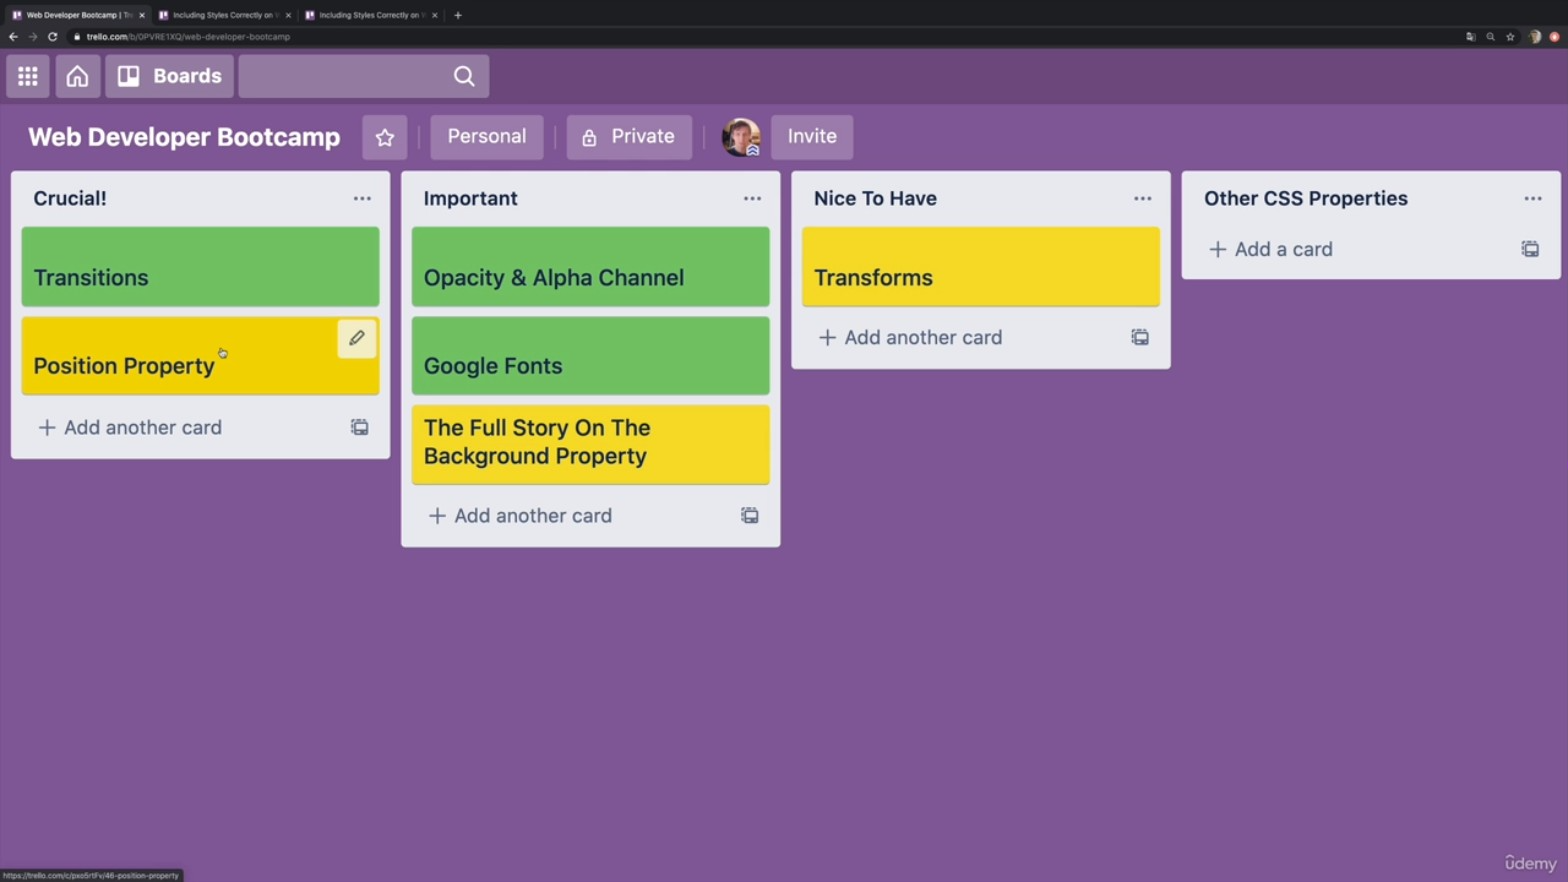 Web Developer Bootcamp | Tr
Including Styles Correctly on
Including Styles Correctly on
trello.com/b/0PVRE1XQ/web-developer-bootcamp
Boards
Web Developer Bootcamp
Personal
Private
Invite
Crucial!
Transitions
Position Property
+ Add another card
Important
Opacity & Alpha Channel
Google Fonts
The Full Story On The
Background Property
+ Add another card
Nice To Have
Transforms
+ Add another card
Other CSS Properties
+ Add a card
https://trello.com/c/pxo5rtFv/46-position-property
ûdemy